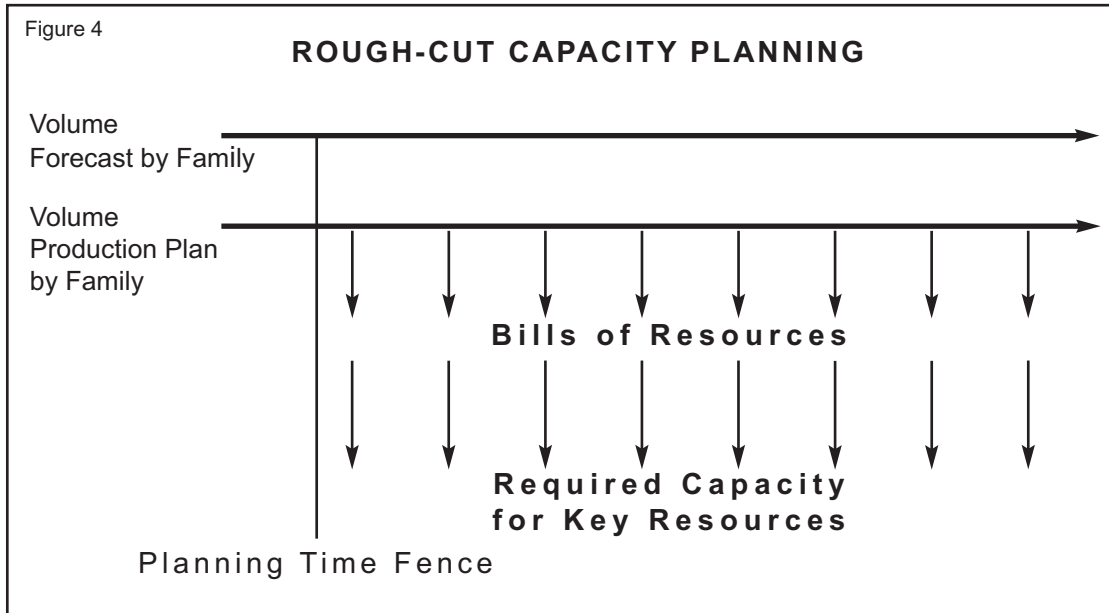 Figure 4
ROUGH-CUT CAPACITY PLANNING
Volume
Forecast by Family
Volume
Production Plan
by Family
Bills of Resources
Required Capacity
for Key Resources
Planning Time Fence